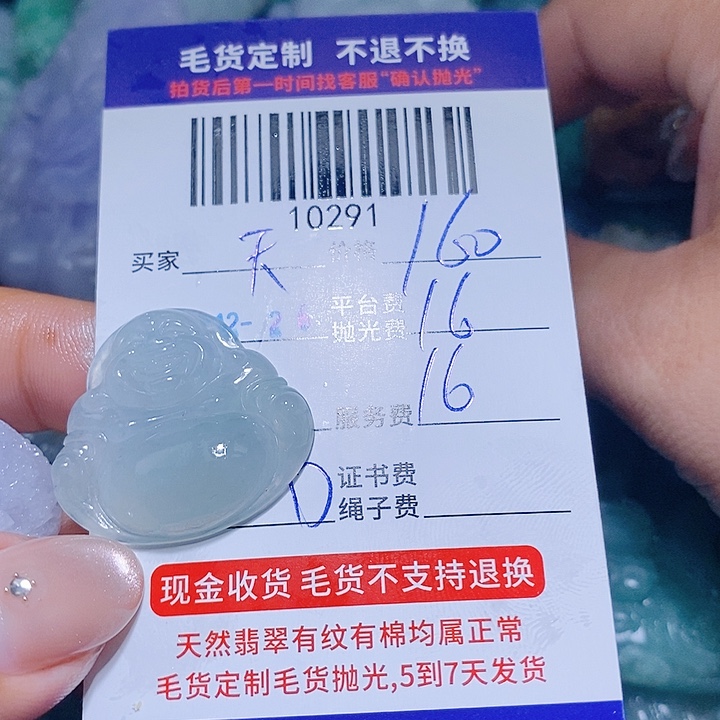 毛货定制 不退不换
拍货后第一时间找客服“确认抛光”
10291
买家 天 价格 160
12- 25 平台费 16
抛光费
服务费 16
证书费
D 绳子费
现金收货 毛货不支持退换
天然翡翠有纹有棉均属正常
毛货定制毛货抛光,5到7天发货